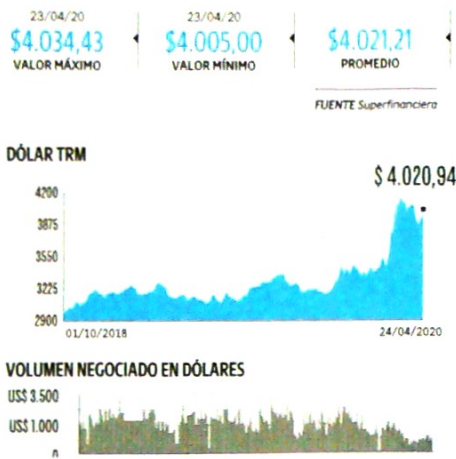 23/04/20
$4.034,43
VALOR MÁXIMO
23/04/20
$4.005,00
VALOR MÍNIMO
$4.021,21
PROMEDIO
FUENTE Superfinanciera
DÓLAR TRM
$ 4.020,94
4200
3875
3550
3225
2900
01/10/2018
24/04/2020
VOLUMEN NEGOCIADO EN DÓLARES
US$ 3.500
US$ 1.000
0